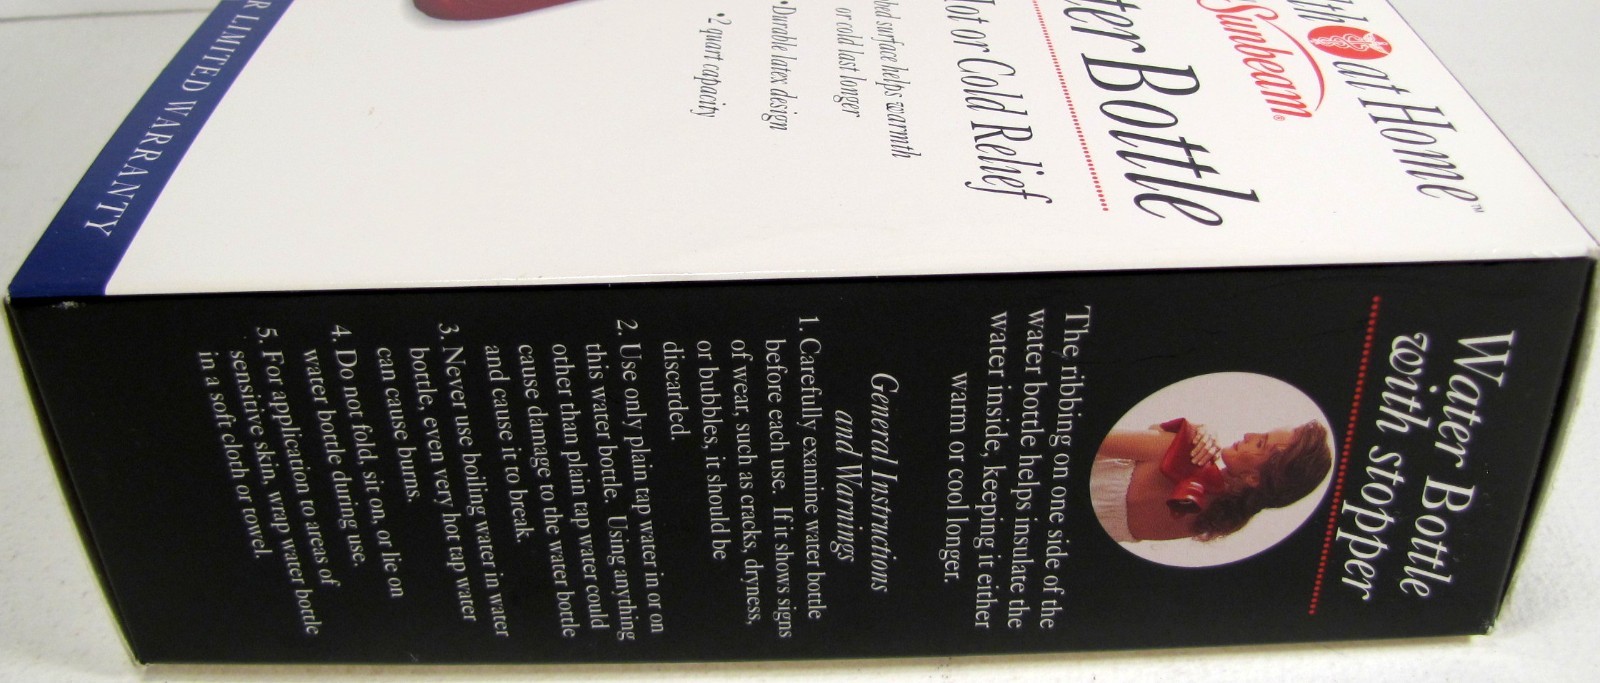 at Home™
Sunbeam®
Bottle
or Cold Relief
surface helps warmth
or cold last longer
•Durable latex design
•2 quart capacity
LIMITED WARRANTY
Water Bottle
with stopper
The ribbing on one side of the
water bottle helps insulate the
water inside, keeping it either
warm or cool longer.
General Instructions
and Warnings
1. Carefully examine water bottle
before each use. If it shows signs
of wear, such as cracks, dryness,
or bubbles, it should be
discarded.
2. Use only plain tap water in or on
this water bottle. Using anything
other than plain tap water could
cause damage to the water bottle
and cause it to break.
3. Never use boiling water in water
bottle, even very hot tap water
can cause burns.
4. Do not fold, sit on, or lie on
water bottle during use.
5. For application to areas of
sensitive skin, wrap water bottle
in a soft cloth or towel.